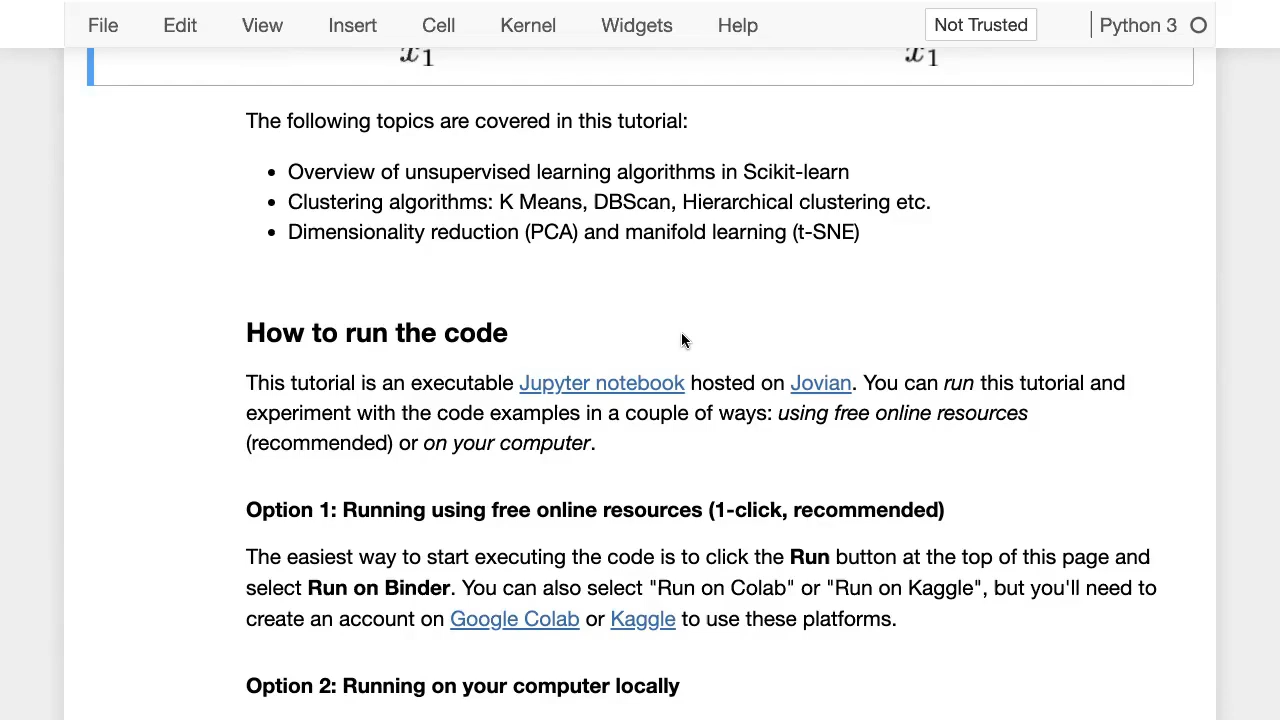 File Edit View Insert Cell Kernel Widgets Help Not Trusted Python 3
x1 x1
The following topics are covered in this tutorial:
• Overview of unsupervised learning algorithms in Scikit-learn
• Clustering algorithms: K Means, DBScan, Hierarchical clustering etc.
• Dimensionality reduction (PCA) and manifold learning (t-SNE)
How to run the code
This tutorial is an executable Jupyter notebook hosted on Jovian. You can run this tutorial and
experiment with the code examples in a couple of ways: using free online resources
(recommended) or on your computer.
Option 1: Running using free online resources (1-click, recommended)
The easiest way to start executing the code is to click the Run button at the top of this page and
select Run on Binder. You can also select "Run on Colab" or "Run on Kaggle", but you'll need to
create an account on Google Colab or Kaggle to use these platforms.
Option 2: Running on your computer locally